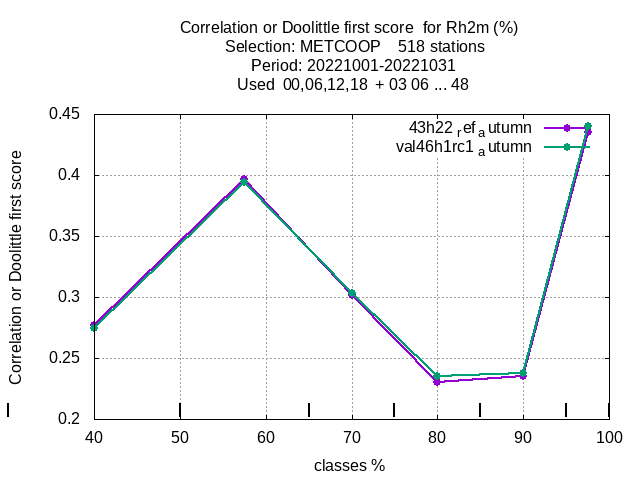 Correlation or Doolittle first score for Rh2m (%)
Selection: METCOOP 518 stations
Period: 20221001-20221031
Used 00,06,12,18 + 03 06 ... 48
43h22 refautumn
val46h1rc1 autumn
Correlation or Doolittle first score
0.45
0.4
0.35
0.3
0.25
0.2
40 50 60 70 80 90 100
classes %